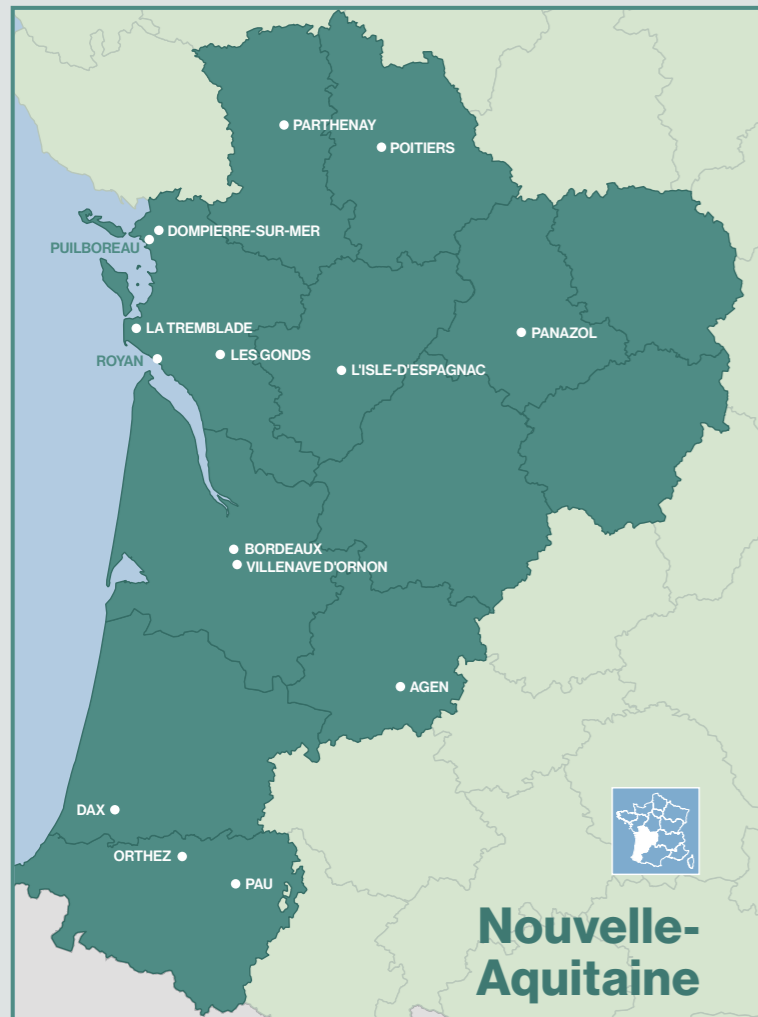 PARTHENAY
POITIERS
DOMPIERRE-SUR-MER
PUILBOREAU
LA TREMBLADE
PANAZOL
LES GONDS
ROYAN
L'ISLE-D'ESPAGNAC
BORDEAUX
VILLENAVE D'ORNON
AGEN
DAX
ORTHEZ
PAU
Nouvelle-
Aquitaine